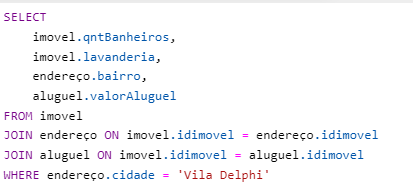 SELECT
    imovel.qntBanheiros,
    imovel.lavanderia,
    endereço.bairro,
    aluguel.valorAluguel
FROM imovel
JOIN endereço ON imovel.idimovel = endereço.idimovel
JOIN aluguel ON imovel.idimovel = aluguel.idimovel
WHERE endereço.cidade = 'Vila Delphi'